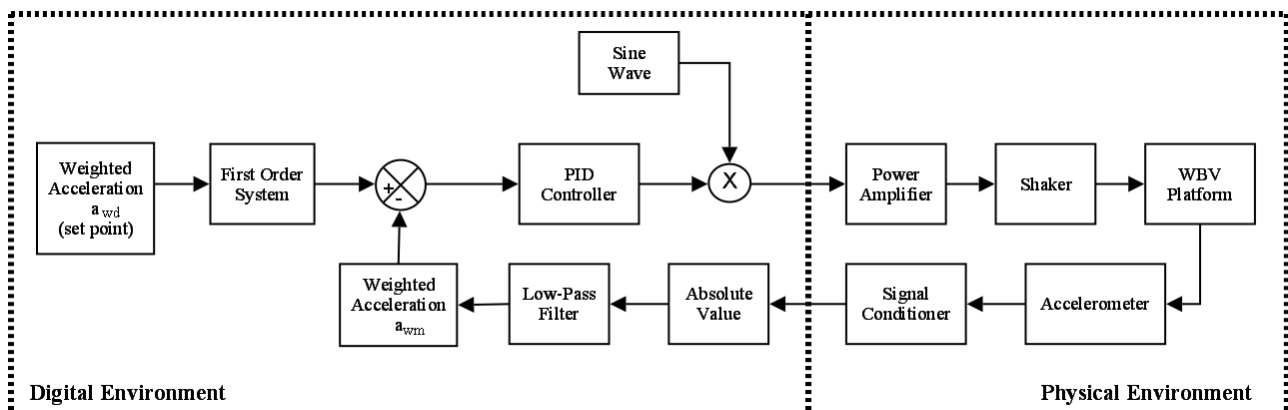 Sine
Wave
Weighted
Acceleration
a wd
(set point)
First Order
System
+
-
PID
Controller
X
Power
Amplifier
Shaker
WBV
Platform
Weighted
Acceleration
a wm
Low-Pass
Filter
Absolute
Value
Signal
Conditioner
Accelerometer
Digital Environment
Physical Environment